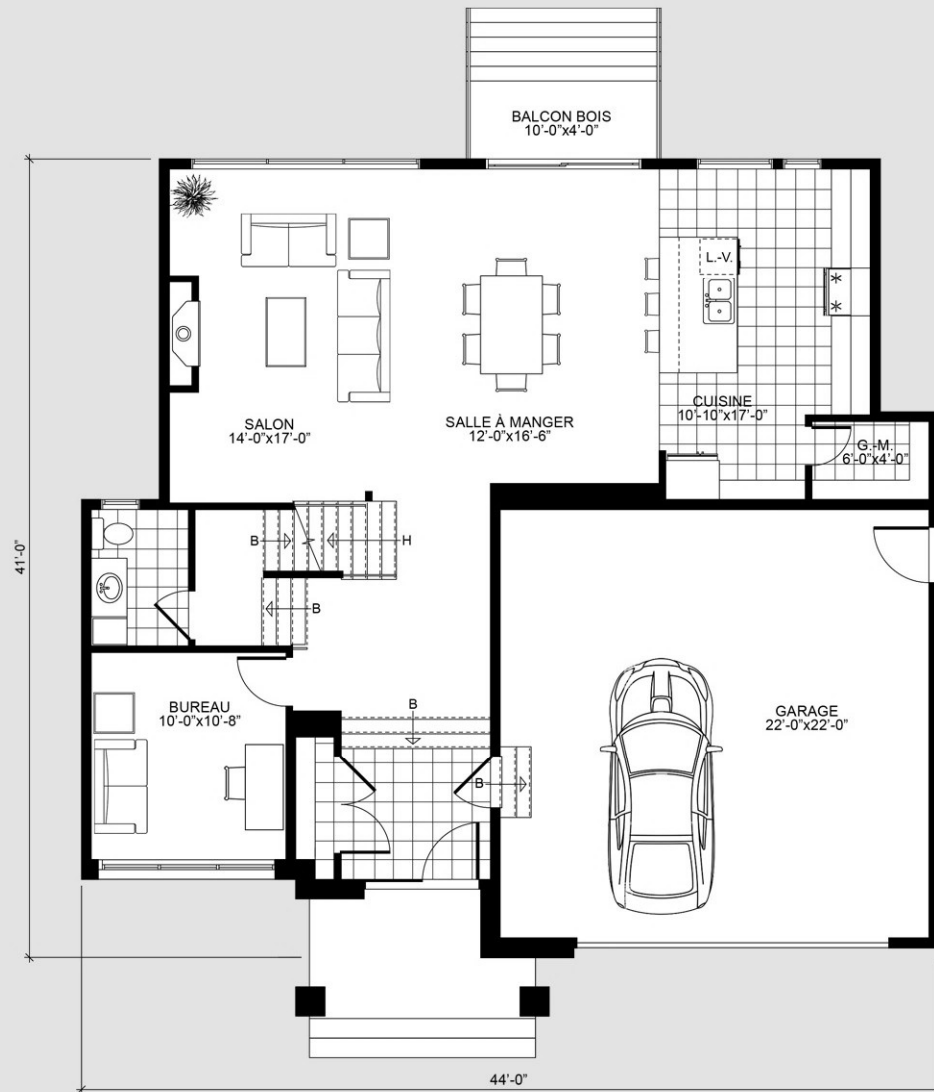 BALCON BOIS
10'-0"x4'-0"
L.-V.
SALON
14'-0"x17'-0"
SALLE À MANGER
12'-0"x16'-6"
CUISINE
10'-10"x17'-0"
G.-M.
6'-0"x4'-0"
B
H
B
41'-0"
BUREAU
10'-0"x10'-8"
B
GARAGE
22'-0"x22'-0"
B
44'-0"